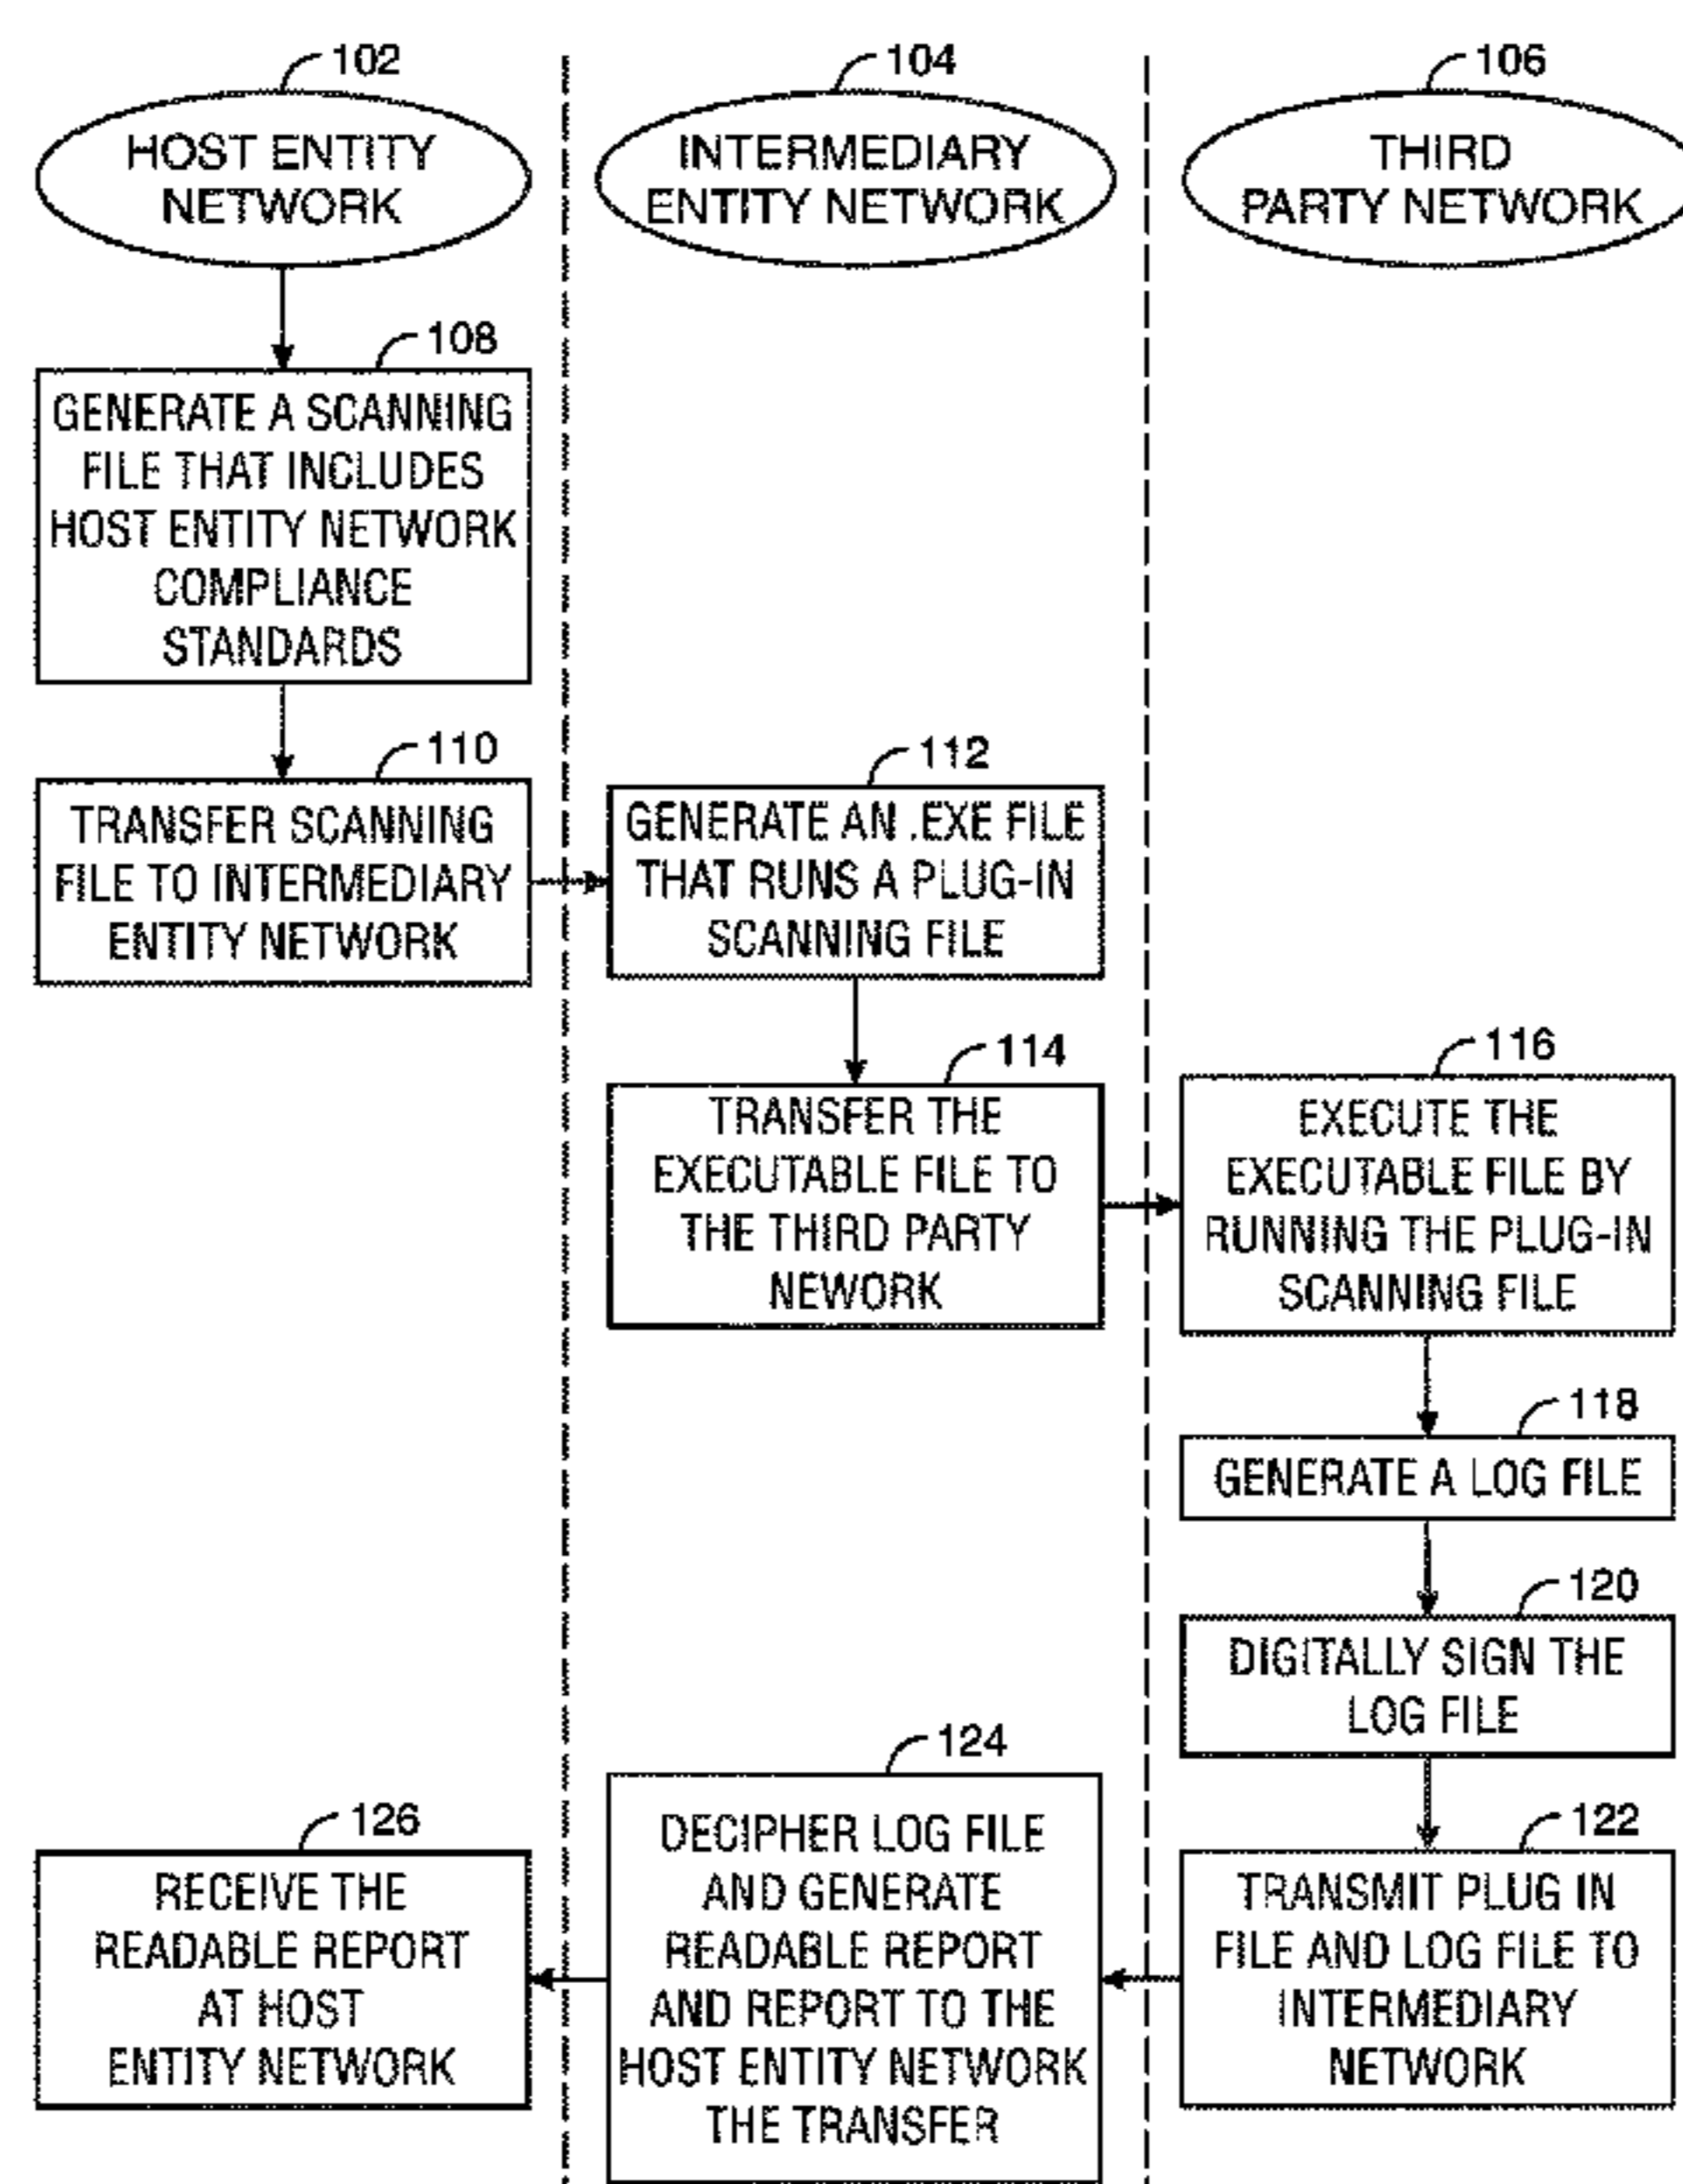 102
HOST ENTITY
NETWORK
104
INTERMEDIARY
ENTITY NETWORK
106
THIRD
PARTY NETWORK
108
GENERATE A SCANNING
FILE THAT INCLUDES
HOST ENTITY NETWORK
COMPLIANCE
STANDARDS
110
TRANSFER SCANNING
FILE TO INTERMEDIARY
ENTITY NETWORK
112
GENERATE AN .EXE FILE
THAT RUNS A PLUG-IN
SCANNING FILE
114
TRANSFER THE
EXECUTABLE FILE TO
THE THIRD PARTY
NEWORK
116
EXECUTE THE
EXECUTABLE FILE BY
RUNNING THE PLUG-IN
SCANNING FILE
118
GENERATE A LOG FILE
120
DIGITALLY SIGN THE
LOG FILE
122
TRANSMIT PLUG IN
FILE AND LOG FILE TO
INTERMEDIARY
NETWORK
124
DECIPHER LOG FILE
AND GENERATE
READABLE REPORT
AND REPORT TO THE
HOST ENTITY NETWORK
THE TRANSFER
126
RECEIVE THE
READABLE REPORT
AT HOST
ENTITY NETWORK